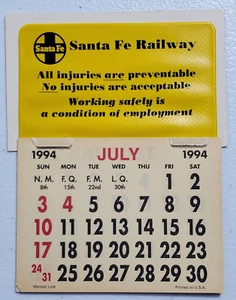 Santa Fe
Santa Fe Railway
All injuries are preventable
No injuries are acceptable
Working safely is
a condition of employment
1994 JULY 1994
SUN MON TUE WED THU FRI SAT
N.M. F.Q. F.M. L.Q. 1 2
8th 15th 22nd 30th
3 4 5 6 7 8 9
10 11 12 13 14 15 16
17 18 19 20 21 22 23
24/31 25 26 27 28 29 30
Vitronic Line Printed in U.S.A.